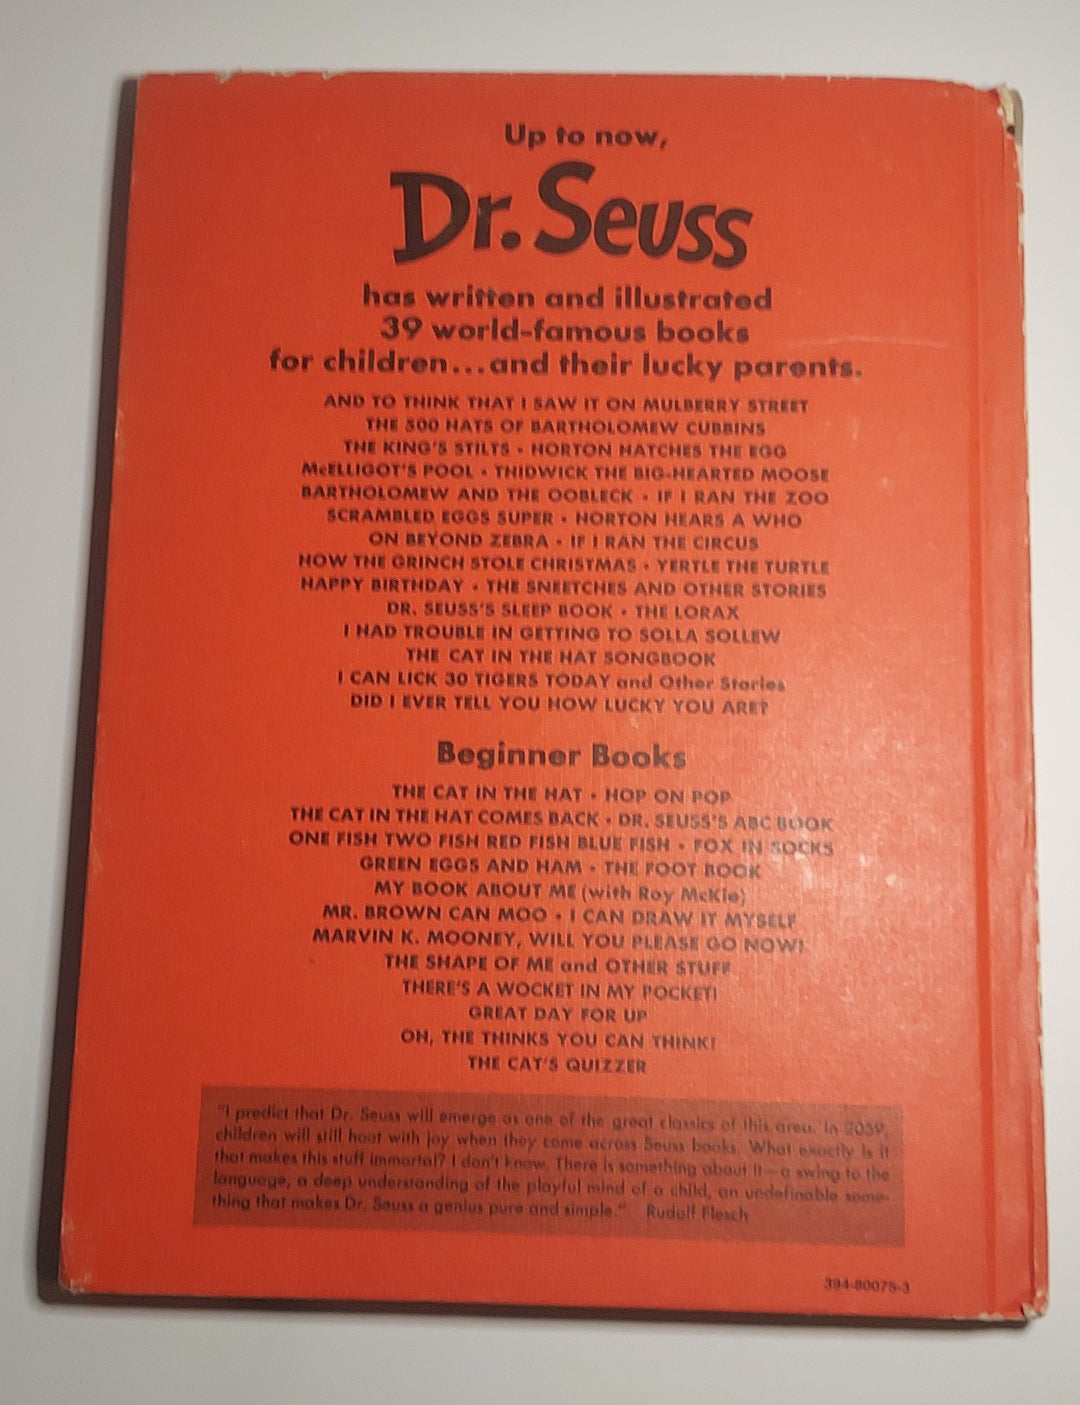 Up to now,
Dr. Seuss
has written and illustrated
39 world-famous books
for children...and their lucky parents.
AND TO THINK THAT I SAW IT ON MULBERRY STREET
THE 500 HATS OF BARTHOLOMEW CUBBINS
THE KING'S STILTS • HORTON HATCHES THE EGG
McELLIGOT'S POOL • THIDWICK THE BIG-HEARTED MOOSE
BARTHOLOMEW AND THE OOBLECK • IF I RAN THE ZOO
SCRAMBLED EGGS SUPER • HORTON HEARS A WHO
ON BEYOND ZEBRA • IF I RAN THE CIRCUS
HOW THE GRINCH STOLE CHRISTMAS • YERTLE THE TURTLE
HAPPY BIRTHDAY • THE SNEETCHES AND OTHER STORIES
DR. SEUSS'S SLEEP BOOK • THE LORAX
I HAD TROUBLE IN GETTING TO SOLLA SOLLEW
THE CAT IN THE HAT SONGBOOK
I CAN LICK 30 TIGERS TODAY and Other Stories
DID I EVER TELL YOU HOW LUCKY YOU ARE?
Beginner Books
THE CAT IN THE HAT • HOP ON POP
THE CAT IN THE HAT COMES BACK • DR. SEUSS'S ABC BOOK
ONE FISH TWO FISH RED FISH BLUE FISH • FOX IN SOCKS
GREEN EGGS AND HAM • THE FOOT BOOK
MY BOOK ABOUT ME (with Roy McKie)
MR. BROWN CAN MOO • I CAN DRAW IT MYSELF
MARVIN K. MOONEY, WILL YOU PLEASE GO NOW!
THE SHAPE OF ME and OTHER STUFF
THERE'S A WOCKET IN MY POCKET!
GREAT DAY FOR UP
OH, THE THINKS YOU CAN THINK!
THE CAT'S QUIZZER
"I predict that Dr. Seuss will emerge as one of the great classics of this area. In 2059,
children will still hoot with joy when they come across Seuss books. What exactly is it
that makes this stuff immortal? I don't know. There is something about it—a swing to the
language, a deep understanding of the playful mind of a child, an undefinable some-
thing that makes Dr. Seuss a genius pure and simple." Rudolf Flesch
394-80075-3